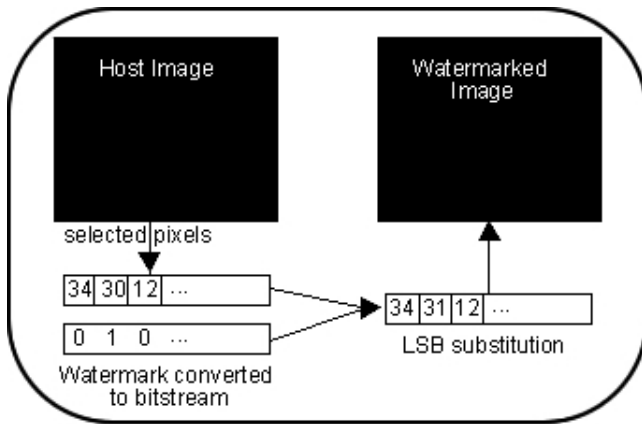 Host Image
Watermarked
Image
selected pixels
34 30 12 ...
0 1 0 ...
Watermark converted
to bitstream
34 31 12 ...
LSB substitution